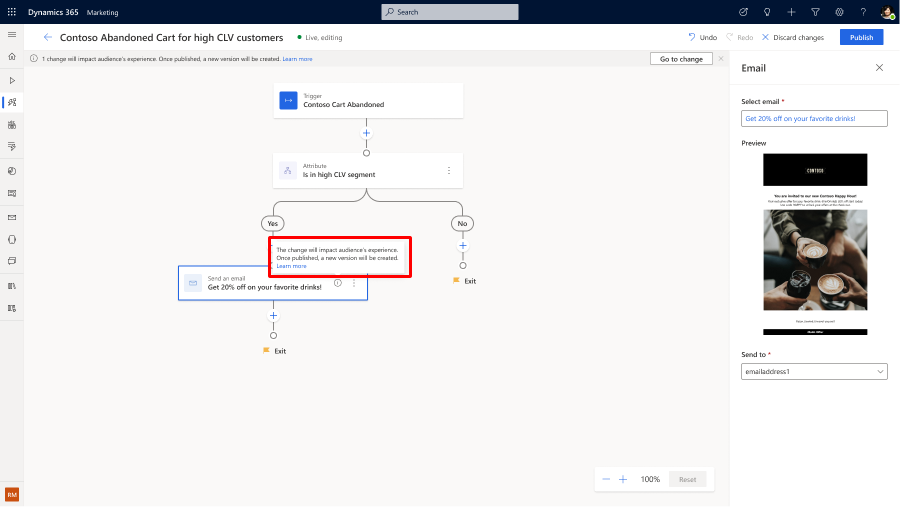 Dynamics 365 Marketing
Search
Contoso Abandoned Cart for high CLV customers
Live, editing
Undo
Redo
Discard changes
Publish
1 change will impact audience's experience. Once published, a new version will be created. Learn more
Go to change
Trigger
Contoso Cart Abandoned
Attribute
Is in high CLV segment
Yes
No
The change will impact audience's experience.
Once published, a new version will be created.
Learn more
Send an email
Get 20% off on your favorite drinks!
Exit
Exit
100%
Reset
RM
Email
Select email *
Get 20% off on your favorite drinks!
Preview
CONTOSO
You are invited to our new Contoso Happy Hour!
Send to *
emailaddress1